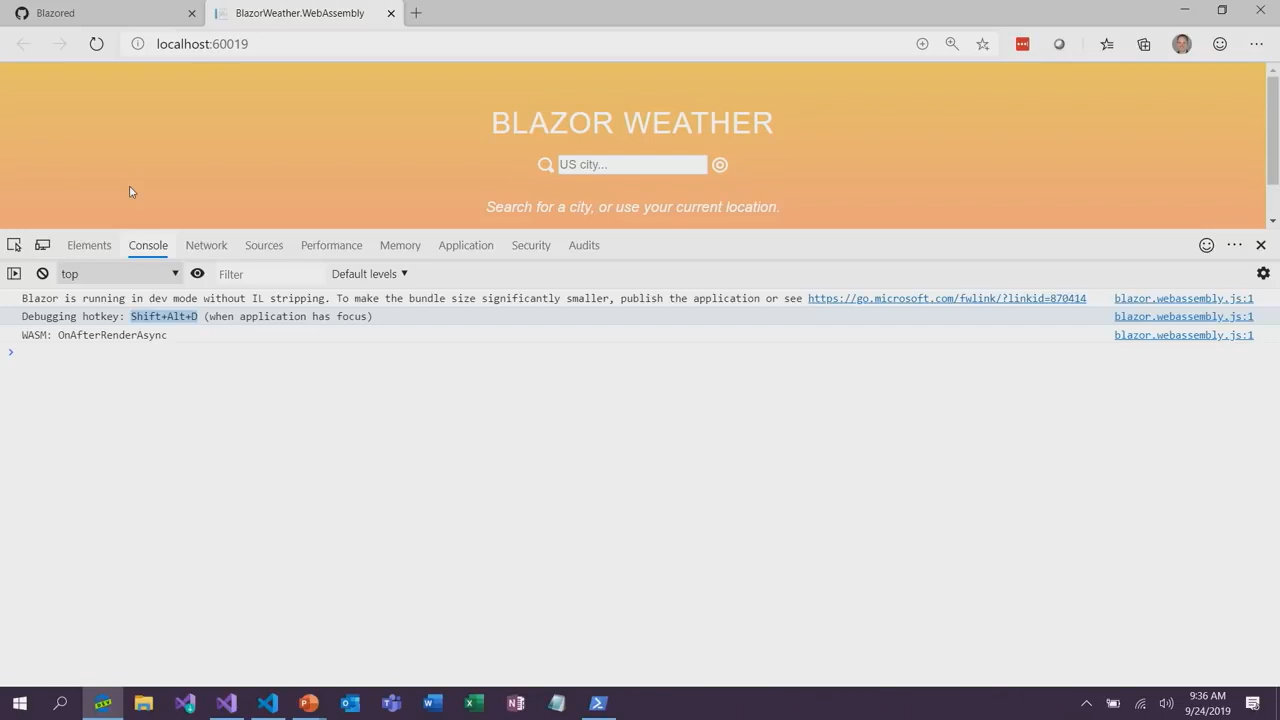 Blazored
BlazorWeather.WebAssembly
localhost:60019
BLAZOR WEATHER
US city...
Search for a city, or use your current location.
Elements Console Network Sources Performance Memory Application Security Audits
top Filter Default levels
Blazor is running in dev mode without IL stripping. To make the bundle size significantly smaller, publish the application or see https://go.microsoft.com/fwlink/?linkid=870414 blazor.webassembly.js:1
Debugging hotkey: Shift+Alt+D (when application has focus) blazor.webassembly.js:1
WASM: OnAfterRenderAsync blazor.webassembly.js:1
9:36 AM
9/24/2019